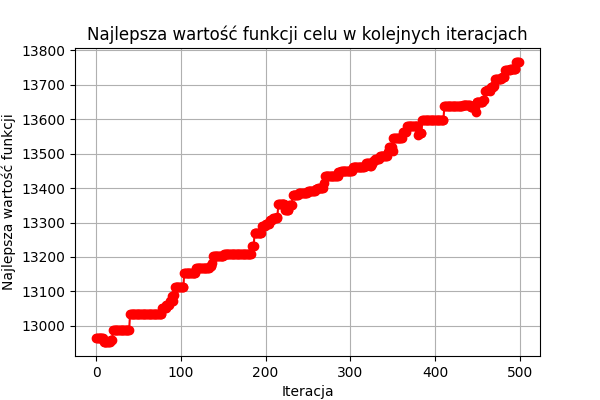 Najlepsza wartość funkcji celu w kolejnych iteracjach
Najlepsza wartość funkcji
13800
13700
13600
13500
13400
13300
13200
13100
13000
0 100 200 300 400 500
Iteracja